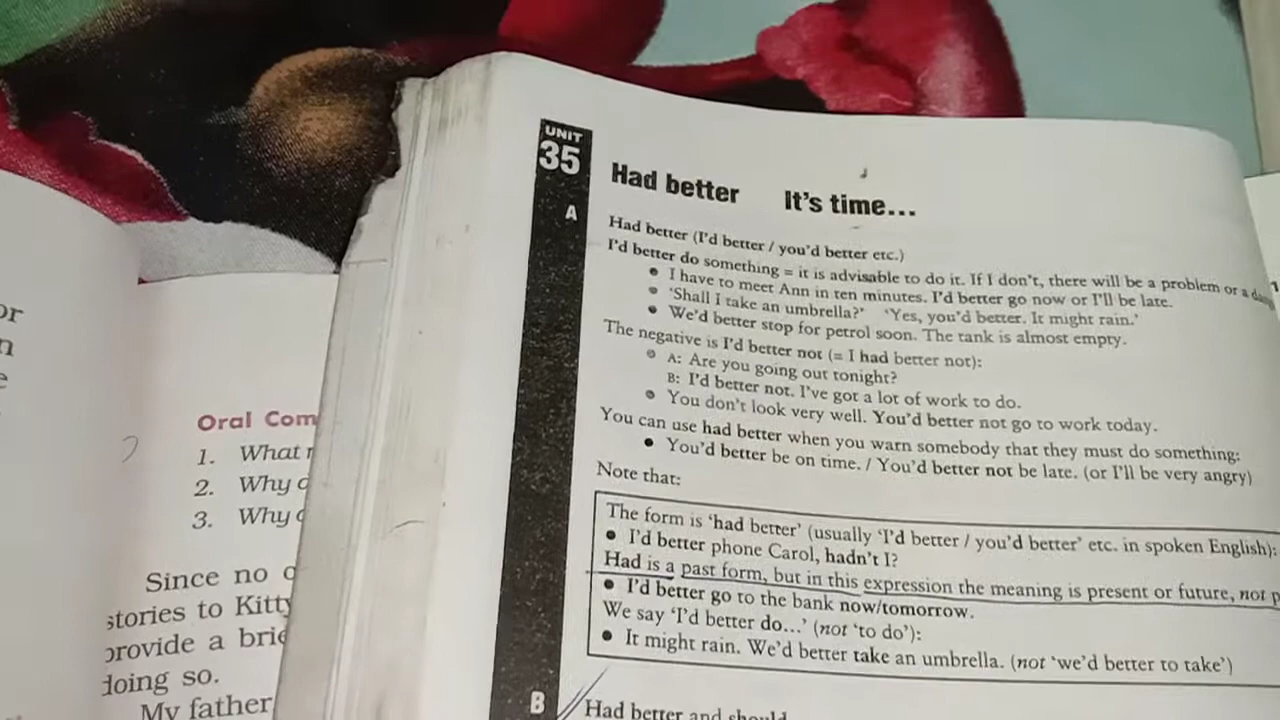 or
n
e
Oral Com
1. What
2. Why
3. Why
Since no
stories to Kitty
provide a brie
doing so.
My father
UNIT
35
Had better It's time...
A
Had better (I'd better / you'd better etc.)
I'd better do something = it is advisable to do it. If I don't, there will be a problem or a
• I have to meet Ann in ten minutes. I'd better go now or I'll be late.
• 'Shall I take an umbrella?' 'Yes, you'd better. It might rain.'
• We'd better stop for petrol soon. The tank is almost empty.
The negative is I'd better not (= I had better not):
• A: Are you going out tonight?
B: I'd better not. I've got a lot of work to do.
• You don't look very well. You'd better not go to work today.
You can use had better when you warn somebody that they must do something:
• You'd better be on time. / You'd better not be late. (or I'll be very angry)
Note that:
The form is 'had better' (usually 'I'd better / you'd better' etc. in spoken English):
• I'd better phone Carol, hadn't I?
Had is a past form, but in this expression the meaning is present or future, not p
• I'd better go to the bank now/tomorrow.
We say 'I'd better do...' (not 'to do'):
• It might rain. We'd better take an umbrella. (not 'we'd better to take')
B
Had better and should